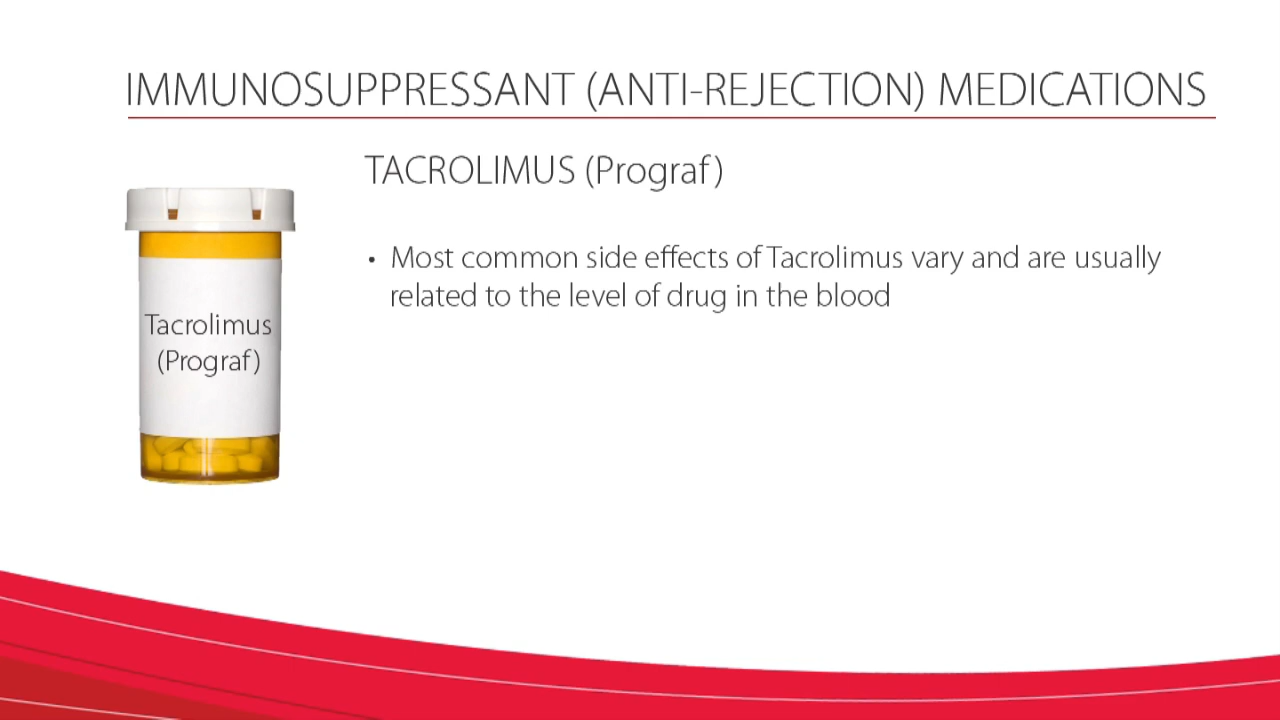 IMMUNOSUPPRESSANT (ANTI-REJECTION) MEDICATIONS
TACROLIMUS (Prograf)
• Most common side effects of Tacrolimus vary and are usually
related to the level of drug in the blood
Tacrolimus
(Prograf)